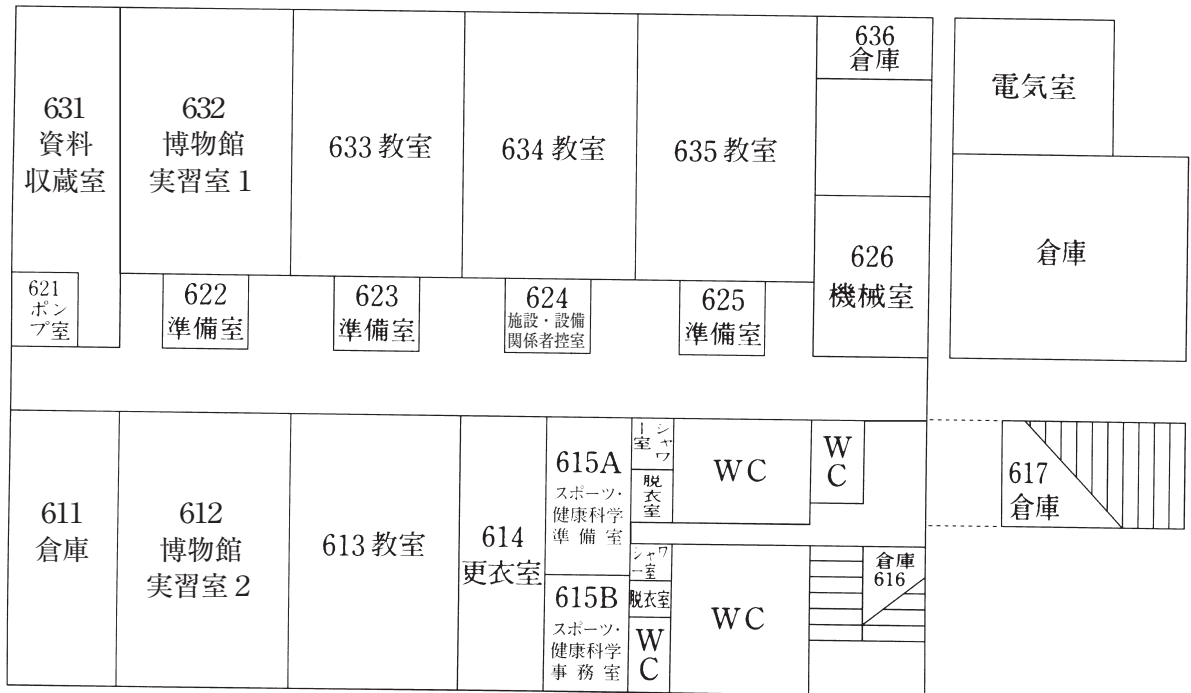 631
資料
収蔵室
632
博物館
実習室 1
633 教室
634 教室
635 教室
636
倉庫
電気室
倉庫
626
機械室
621
ポン
プ室
622
準備室
623
準備室
624
施設・設備
関係者控室
625
準備室
611
倉庫
612
博物館
実習室 2
613 教室
614
更衣室
615A
スポーツ・
健康科学
準備室
シャワ
ー室
脱衣室
WC
WC
617
倉庫
615B
スポーツ・
健康科学
事務室
シャワ
ー室
脱衣室
WC
WC
倉庫
616